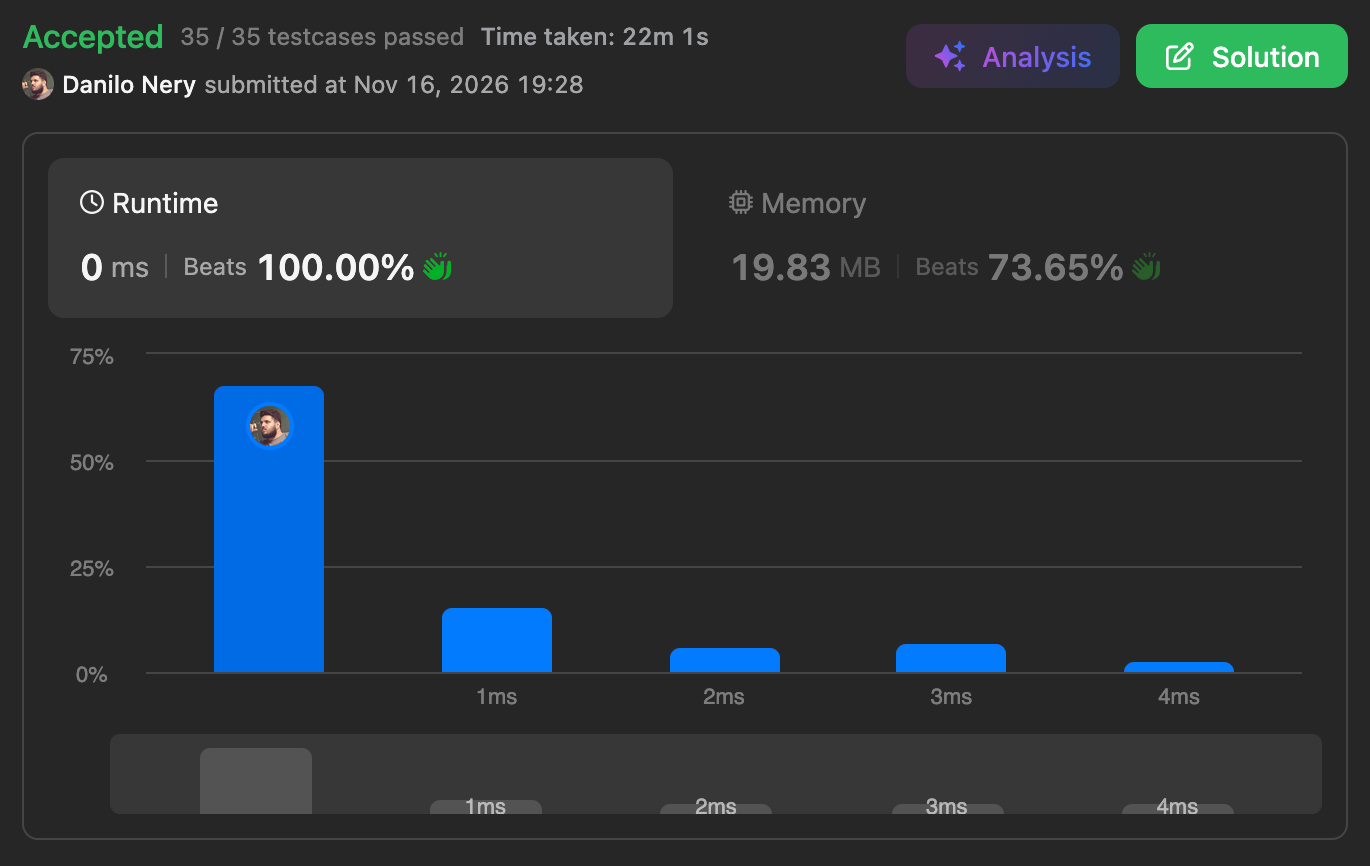 Accepted 35 / 35 testcases passed Time taken: 22m 1s
Danilo Nery submitted at Nov 16, 2026 19:28
Analysis
Solution
Runtime
0 ms Beats 100.00%
Memory
19.83 MB Beats 73.65%
75%
50%
25%
0%
1ms 2ms 3ms 4ms
1ms 2ms 3ms 4ms